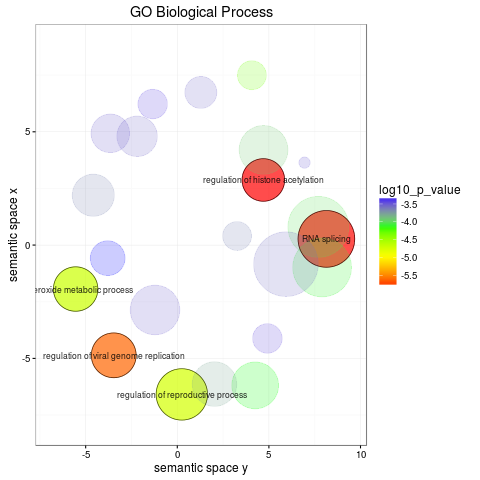 GO Biological Process
semantic space x
5
0
-5
regulation of histone acetylation
RNA splicing
eroxide metabolic process
regulation of viral genome replication
regulation of reproductive process
-5
0
5
10
semantic space y
log10_p_value
-3.5
-4.0
-4.5
-5.0
-5.5